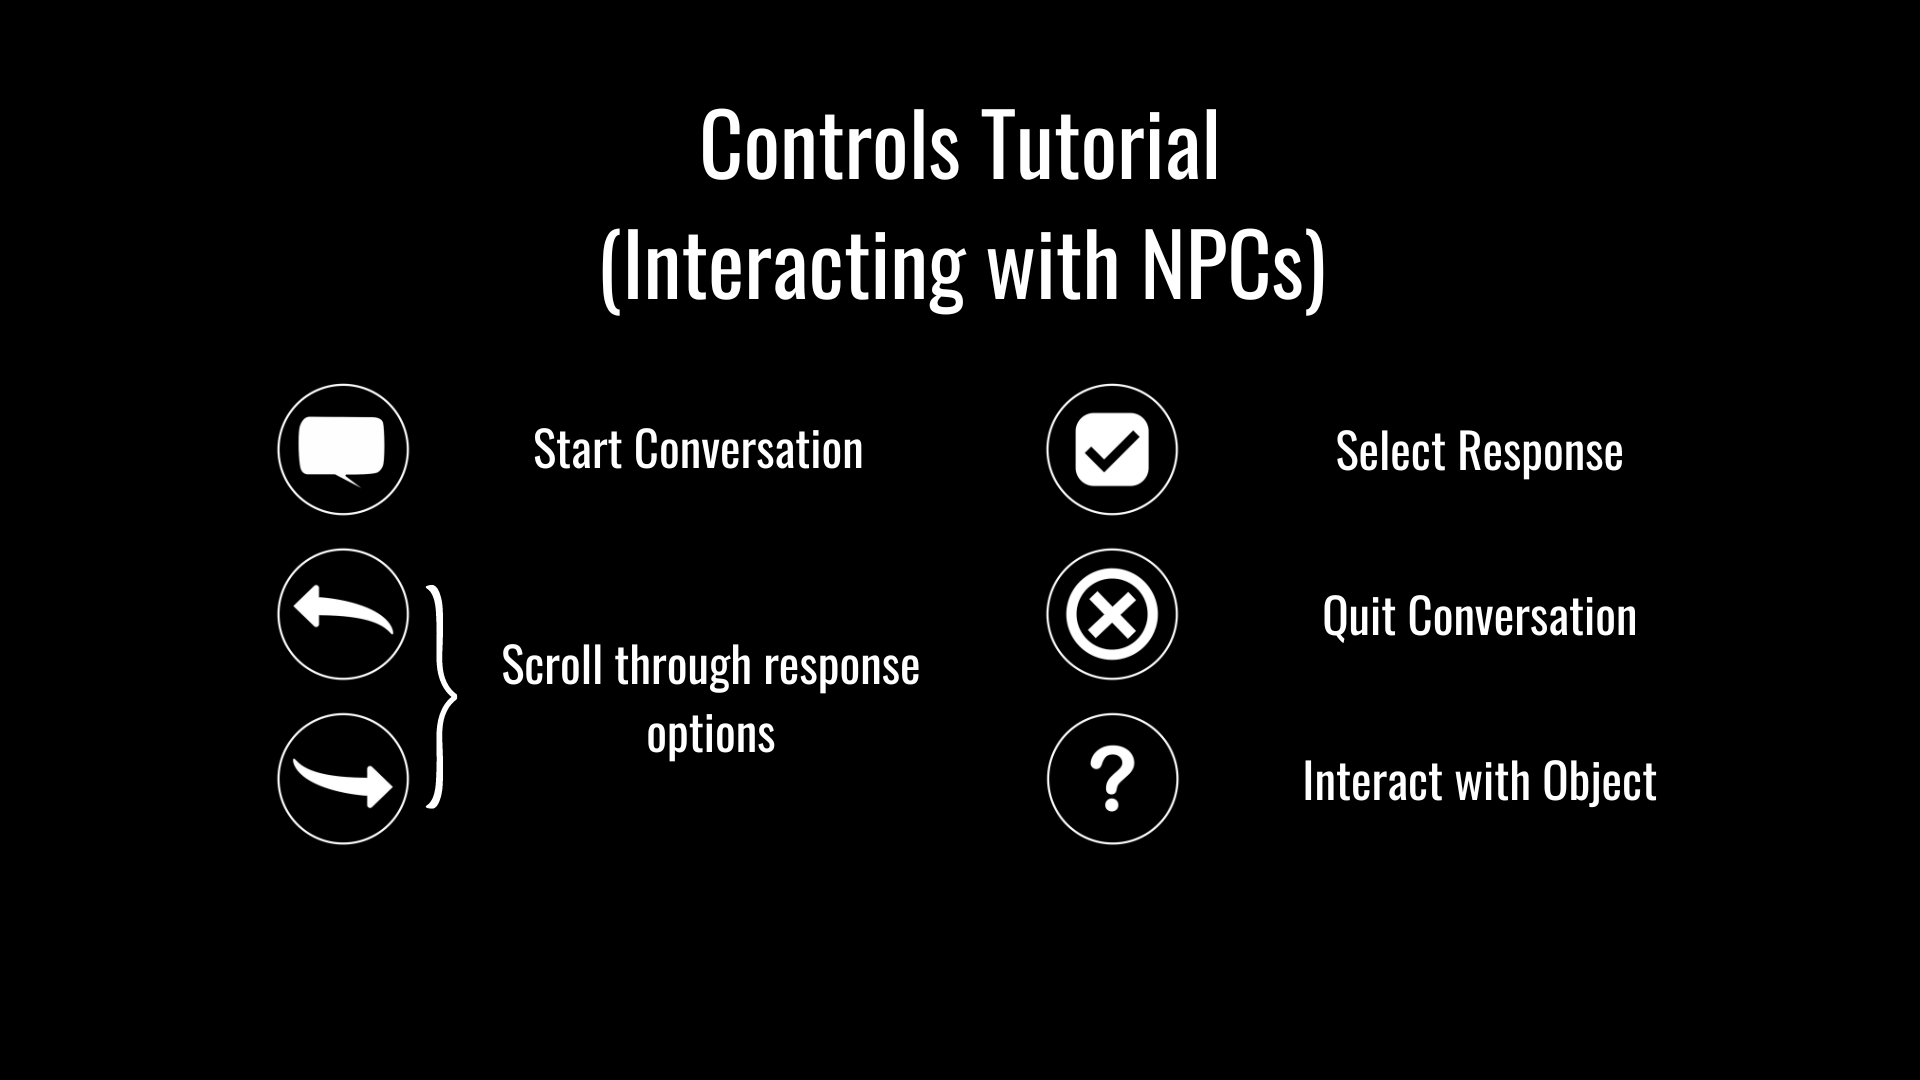 Controls Tutorial
(Interacting with NPCs)
Start Conversation
Scroll through response
options
Select Response
Quit Conversation
?
Interact with Object